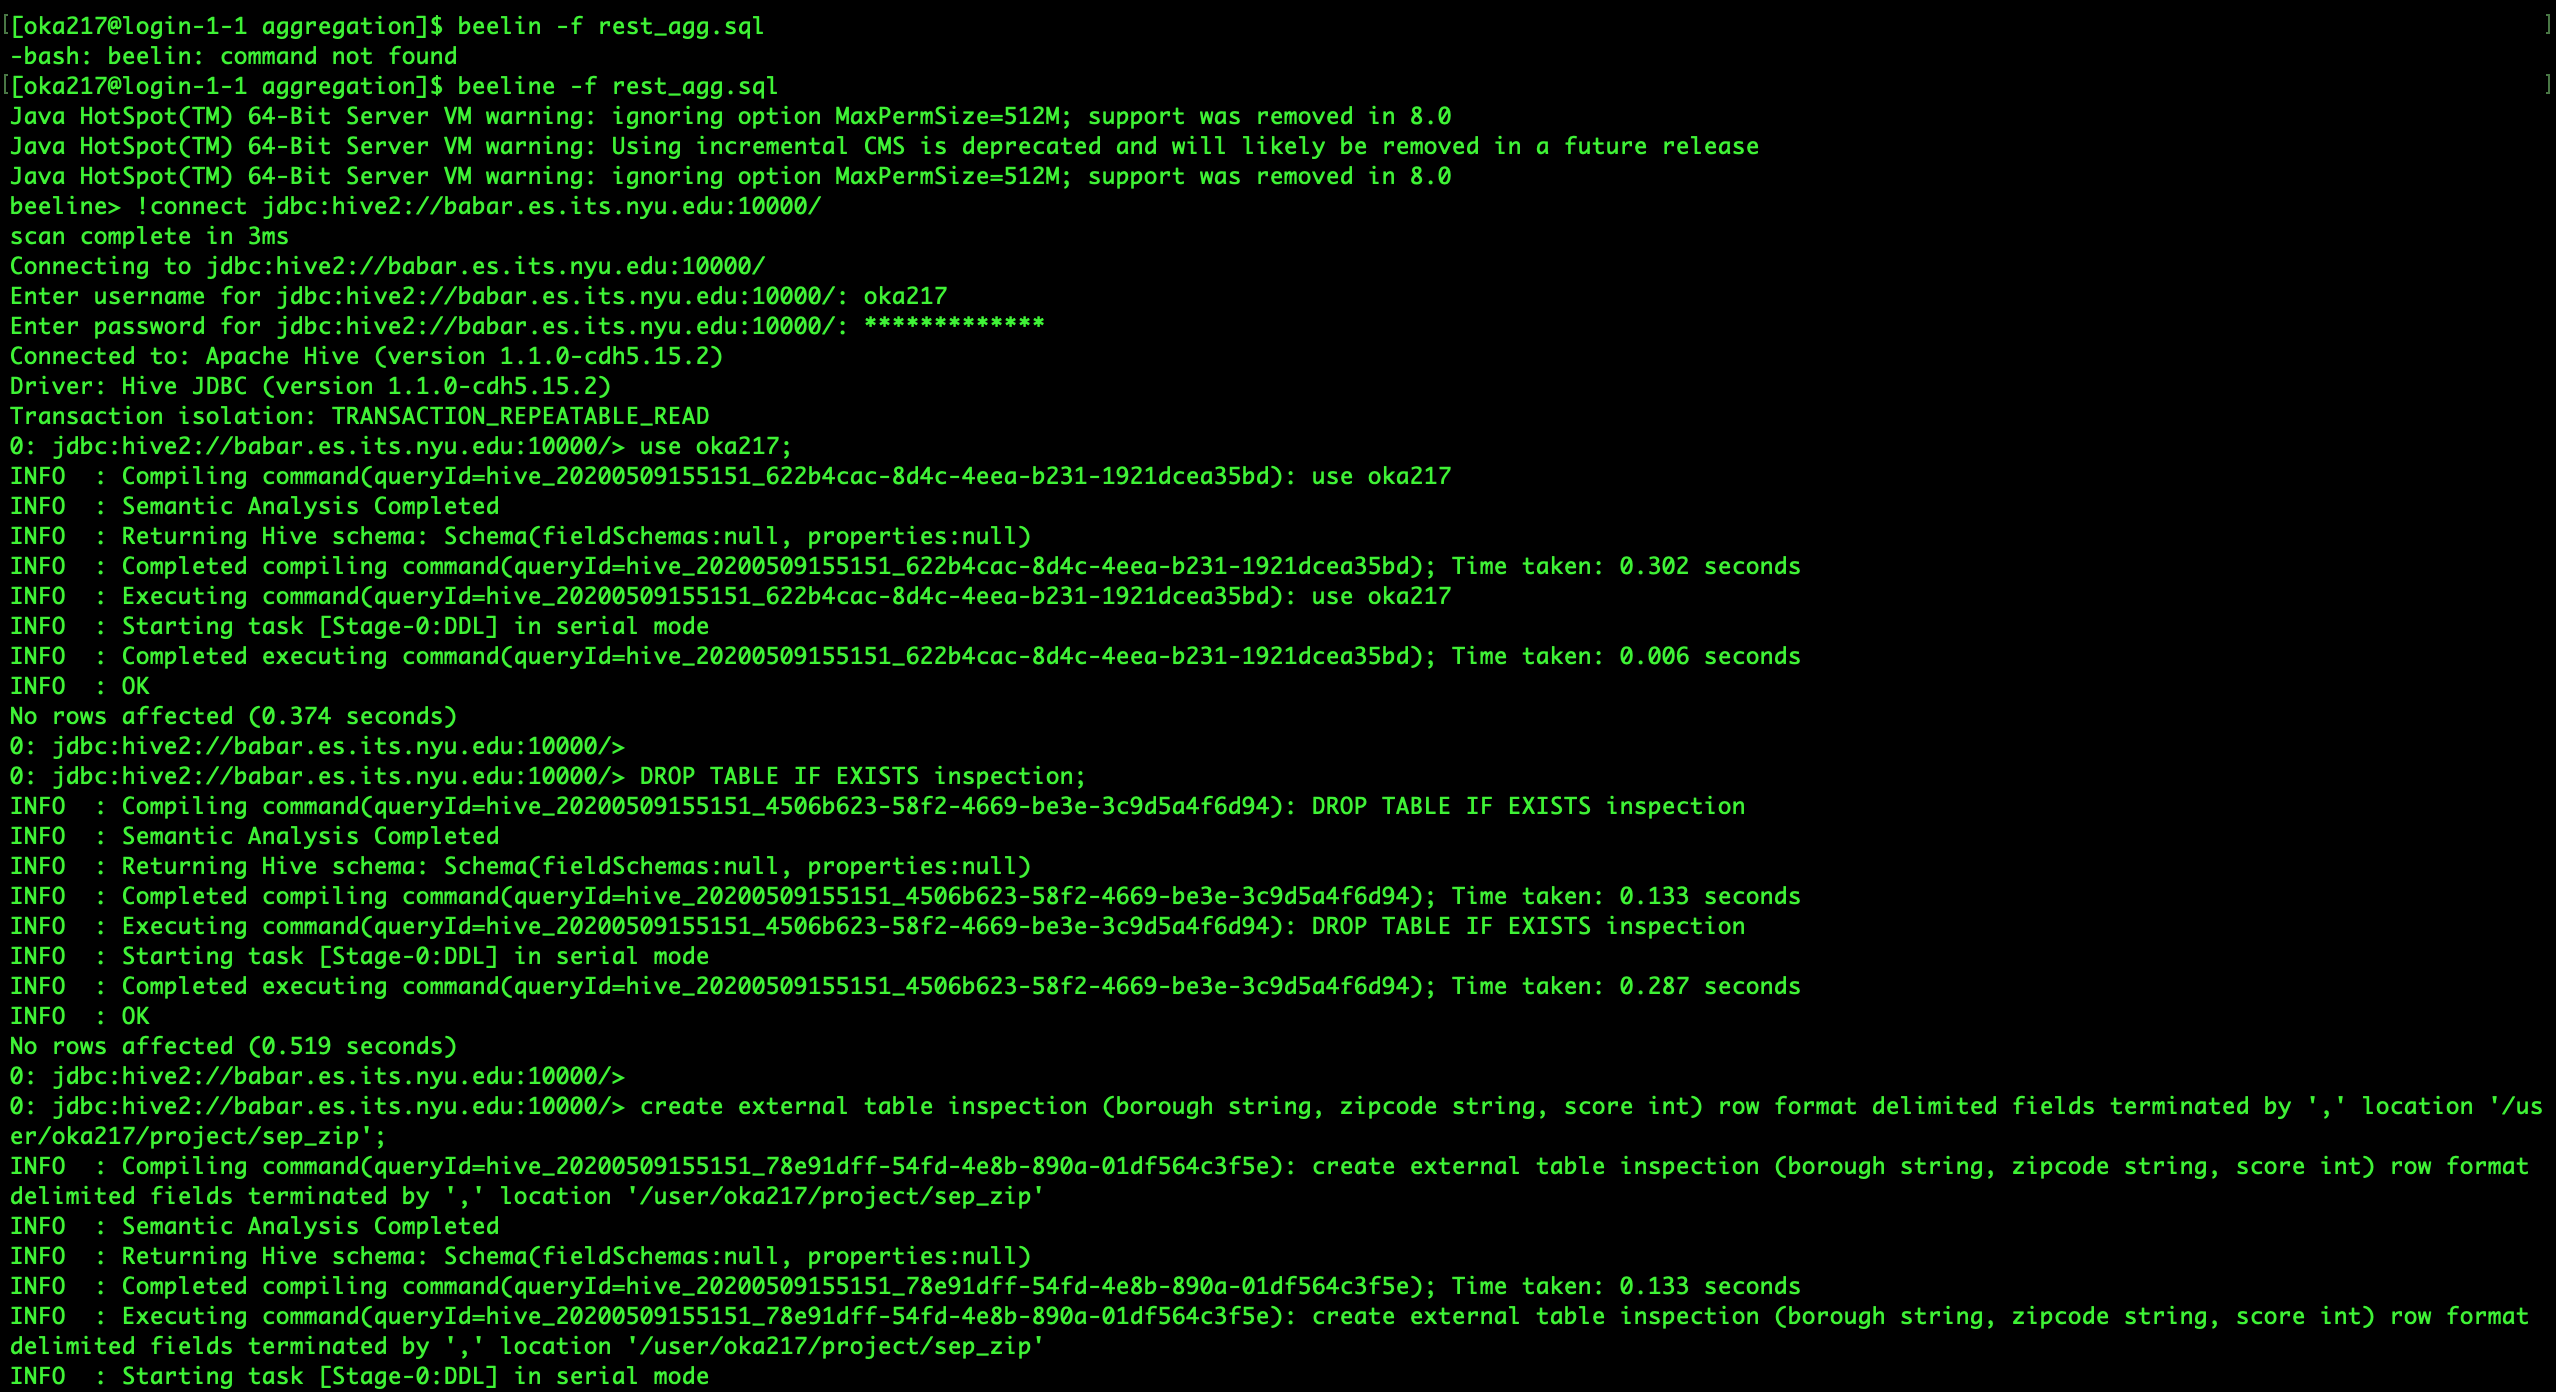 [[oka217@login-1-1 aggregation]$ beelin -f rest_agg.sql ]
-bash: beelin: command not found
[[oka217@login-1-1 aggregation]$ beeline -f rest_agg.sql ]
Java HotSpot(TM) 64-Bit Server VM warning: ignoring option MaxPermSize=512M; support was removed in 8.0
Java HotSpot(TM) 64-Bit Server VM warning: Using incremental CMS is deprecated and will likely be removed in a future release
Java HotSpot(TM) 64-Bit Server VM warning: ignoring option MaxPermSize=512M; support was removed in 8.0
beeline> !connect jdbc:hive2://babar.es.its.nyu.edu:10000/
scan complete in 3ms
Connecting to jdbc:hive2://babar.es.its.nyu.edu:10000/
Enter username for jdbc:hive2://babar.es.its.nyu.edu:10000/: oka217
Enter password for jdbc:hive2://babar.es.its.nyu.edu:10000/: *************
Connected to: Apache Hive (version 1.1.0-cdh5.15.2)
Driver: Hive JDBC (version 1.1.0-cdh5.15.2)
Transaction isolation: TRANSACTION_REPEATABLE_READ
0: jdbc:hive2://babar.es.its.nyu.edu:10000/> use oka217;
INFO  : Compiling command(queryId=hive_20200509155151_622b4cac-8d4c-4eea-b231-1921dcea35bd): use oka217
INFO  : Semantic Analysis Completed
INFO  : Returning Hive schema: Schema(fieldSchemas:null, properties:null)
INFO  : Completed compiling command(queryId=hive_20200509155151_622b4cac-8d4c-4eea-b231-1921dcea35bd); Time taken: 0.302 seconds
INFO  : Executing command(queryId=hive_20200509155151_622b4cac-8d4c-4eea-b231-1921dcea35bd): use oka217
INFO  : Starting task [Stage-0:DDL] in serial mode
INFO  : Completed executing command(queryId=hive_20200509155151_622b4cac-8d4c-4eea-b231-1921dcea35bd); Time taken: 0.006 seconds
INFO  : OK
No rows affected (0.374 seconds)
0: jdbc:hive2://babar.es.its.nyu.edu:10000/>
0: jdbc:hive2://babar.es.its.nyu.edu:10000/> DROP TABLE IF EXISTS inspection;
INFO  : Compiling command(queryId=hive_20200509155151_4506b623-58f2-4669-be3e-3c9d5a4f6d94): DROP TABLE IF EXISTS inspection
INFO  : Semantic Analysis Completed
INFO  : Returning Hive schema: Schema(fieldSchemas:null, properties:null)
INFO  : Completed compiling command(queryId=hive_20200509155151_4506b623-58f2-4669-be3e-3c9d5a4f6d94); Time taken: 0.133 seconds
INFO  : Executing command(queryId=hive_20200509155151_4506b623-58f2-4669-be3e-3c9d5a4f6d94): DROP TABLE IF EXISTS inspection
INFO  : Starting task [Stage-0:DDL] in serial mode
INFO  : Completed executing command(queryId=hive_20200509155151_4506b623-58f2-4669-be3e-3c9d5a4f6d94); Time taken: 0.287 seconds
INFO  : OK
No rows affected (0.519 seconds)
0: jdbc:hive2://babar.es.its.nyu.edu:10000/>
0: jdbc:hive2://babar.es.its.nyu.edu:10000/> create external table inspection (borough string, zipcode string, score int) row format delimited fields terminated by ',' location '/us
er/oka217/project/sep_zip';
INFO  : Compiling command(queryId=hive_20200509155151_78e91dff-54fd-4e8b-890a-01df564c3f5e): create external table inspection (borough string, zipcode string, score int) row format
delimited fields terminated by ',' location '/user/oka217/project/sep_zip'
INFO  : Semantic Analysis Completed
INFO  : Returning Hive schema: Schema(fieldSchemas:null, properties:null)
INFO  : Completed compiling command(queryId=hive_20200509155151_78e91dff-54fd-4e8b-890a-01df564c3f5e); Time taken: 0.133 seconds
INFO  : Executing command(queryId=hive_20200509155151_78e91dff-54fd-4e8b-890a-01df564c3f5e): create external table inspection (borough string, zipcode string, score int) row format
delimited fields terminated by ',' location '/user/oka217/project/sep_zip'
INFO  : Starting task [Stage-0:DDL] in serial mode